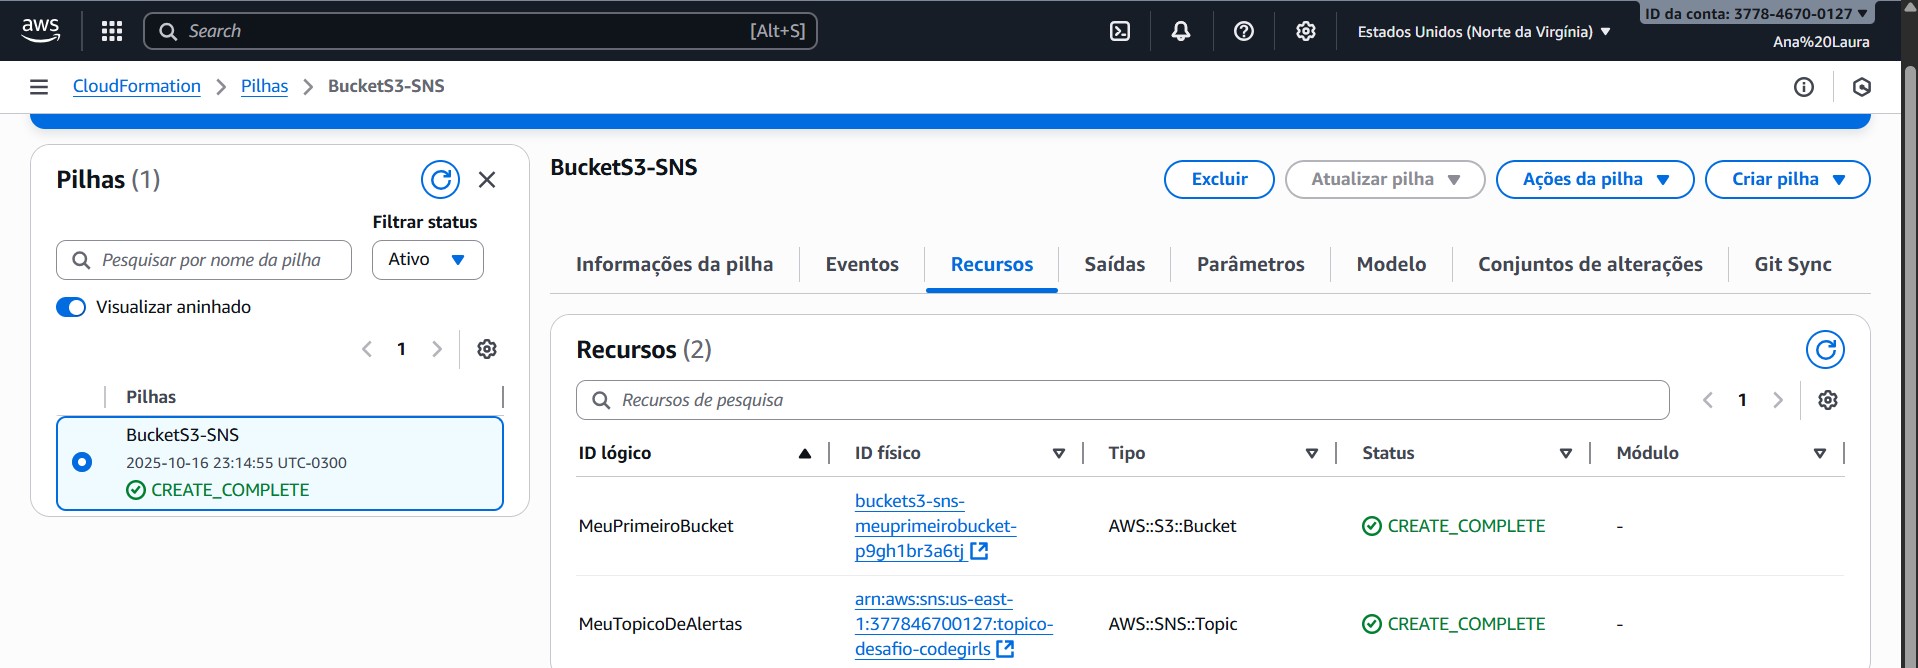 aws
Search
[Alt+S]
Estados Unidos (Norte da Virgínia)
ID da conta: 3778-4670-0127
Ana%20Laura
CloudFormation
Pilhas
BucketS3-SNS
Pilhas (1)
Filtrar status
Pesquisar por nome da pilha
Ativo
Visualizar aninhado
1
Pilhas
BucketS3-SNS
2025-10-16 23:14:55 UTC-0300
CREATE_COMPLETE
BucketS3-SNS
Excluir
Atualizar pilha
Ações da pilha
Criar pilha
Informações da pilha
Eventos
Recursos
Saídas
Parâmetros
Modelo
Conjuntos de alterações
Git Sync
Recursos (2)
Recursos de pesquisa
1
ID lógico
ID físico
Tipo
Status
Módulo
MeuPrimeiroBucket
buckets3-sns-
meuprimeirobucket-
p9gh1br3a6tj
AWS::S3::Bucket
CREATE_COMPLETE
-
MeuTopicoDeAlertas
arn:aws:sns:us-east-
1:377846700127:topico-
desafio-codegirls
AWS::SNS::Topic
CREATE_COMPLETE
-